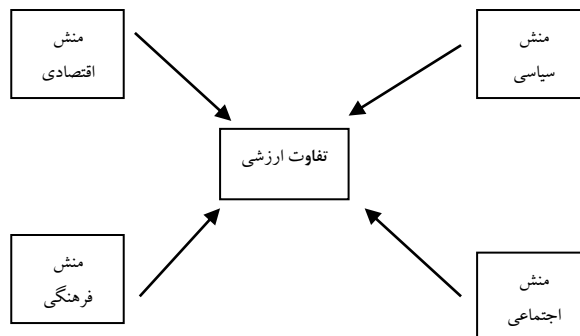 منش
سیاسی
منش
اقتصادی
تفاوت ارزشی
منش
اجتماعی
منش
فرهنگی